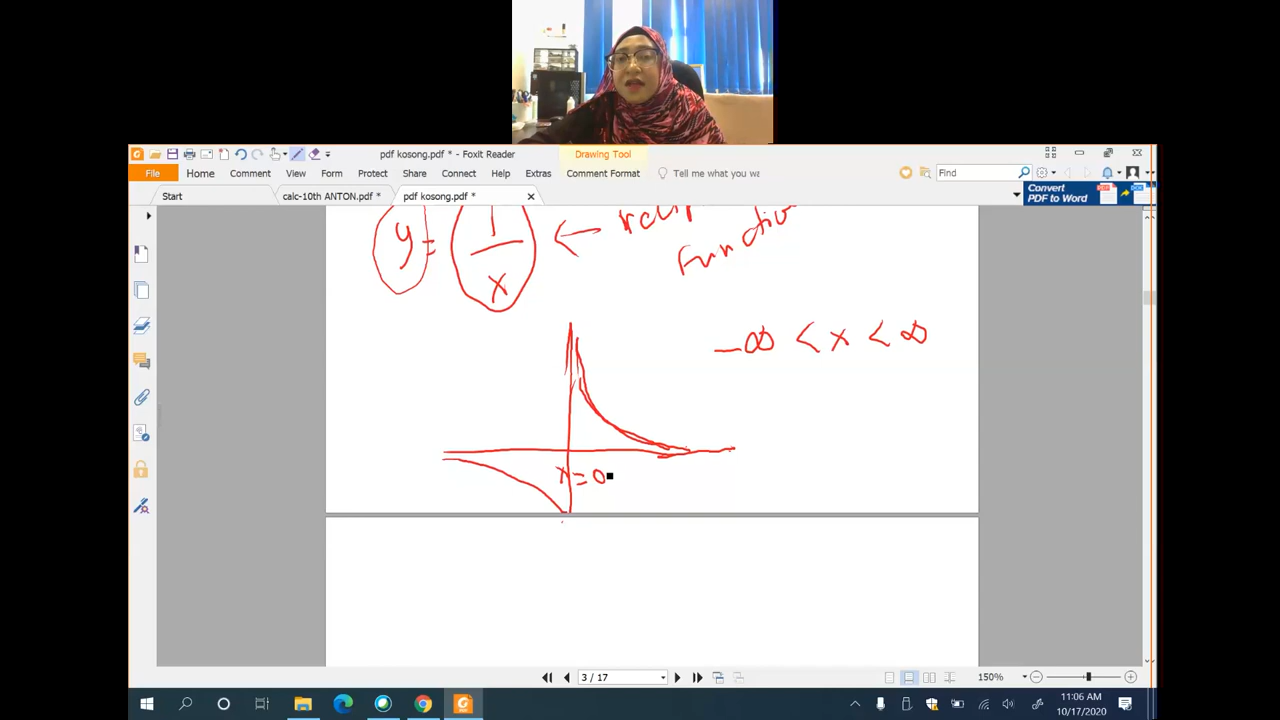 pdf kosong.pdf * - Foxit Reader
Drawing Tool
File Home Comment View Form Protect Share Connect Help Extras Comment Format Tell me what you wa Find
Start calc-10th ANTON.pdf * pdf kosong.pdf *
Convert
PDF to Word
y = 1/x ←
Function
-∞ < x < ∞
x = 0
3 / 17
150%
11:06 AM
10/17/2020